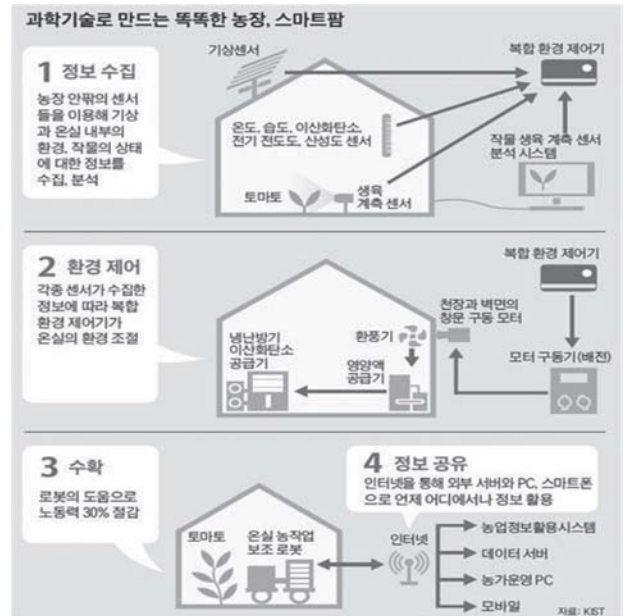 과학기술로 만드는 똑똑한 농장, 스마트팜
1 정보 수집
농장 안팎의 센서
들을 이용해 기상
과 온실 내부의
환경, 작물의 상태
에 대한 정보를
수집, 분석
기상센서
복합 환경 제어기
온도, 습도, 이산화탄소,
전기 전도도, 산성도 센서
작물 생육 계측 센서
분석 시스템
토마토
생육
계측 센서
2 환경 제어
각종 센서가 수집한
정보에 따라 복합
환경 제어기가
온실의 환경 조절
복합 환경 제어기
천장과 벽면의
창문 구동 모터
냉난방기
이산화탄소
공급기
환풍기
영양액
공급기
모터 구동기(배전)
3 수확
로봇의 도움으로
노동력 30% 절감
4 정보 공유
인터넷을 통해 외부 서버와 PC, 스마트폰
으로 언제 어디에서나 정보 활용
토마토
온실 농작업
보조 로봇
인터넷
농업정보활용시스템
데이터 서버
농가운영 PC
모바일
자료: KIST